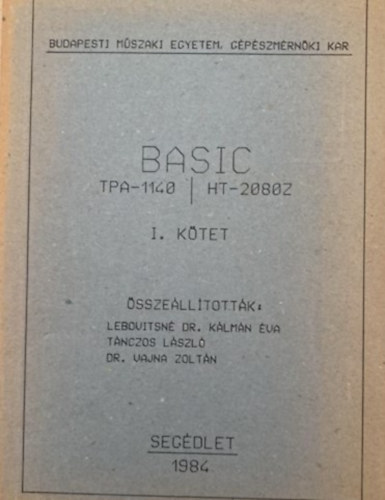 BUDAPESTI MŰSZAKI EGYETEM, GÉPÉSZMÉRNÖKI KAR
BASIC
TPA-1140 | HT-2080Z
I. KÖTET
ÖSSZEÁLLÍTOTTÁK:
LEBOVITSNÉ DR. KÁLMÁN ÉVA
TÁNCZOS LÁSZLÓ
DR. VAJNA ZOLTÁN
SEGÉDLET
1984